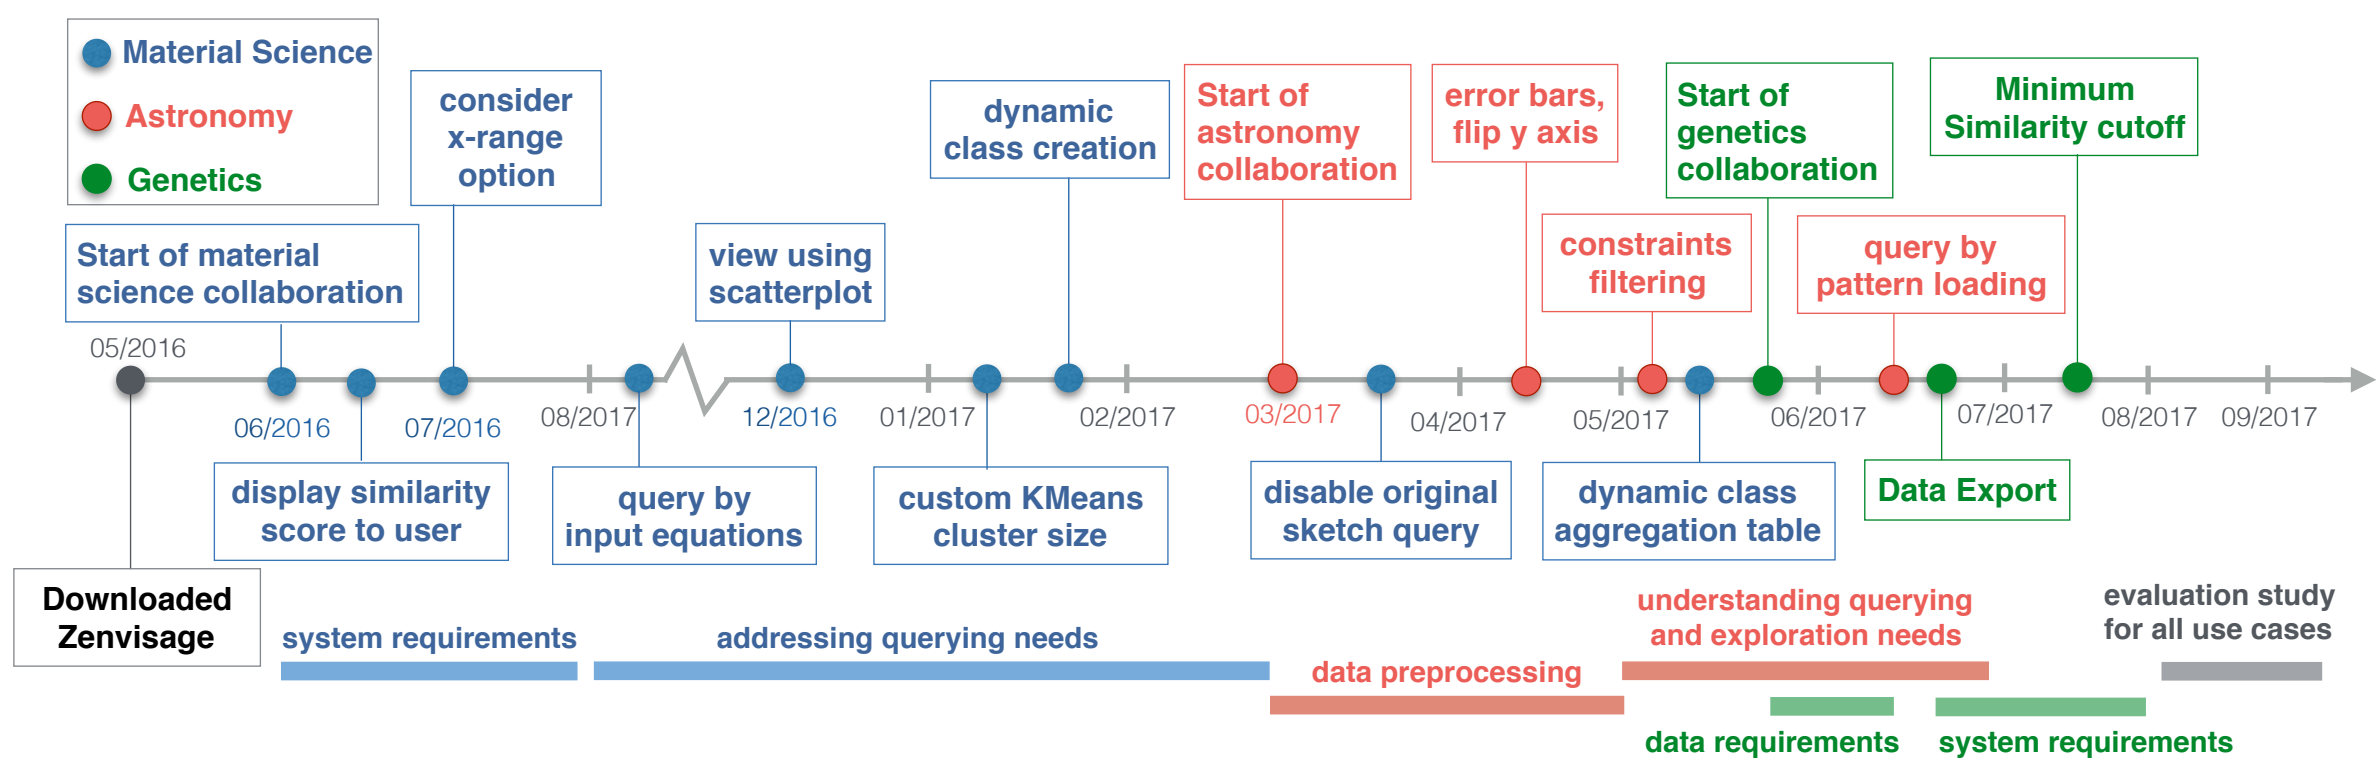 Material Science
Astronomy
Genetics
Start of material
science collaboration
consider
x-range
option
view using
scatterplot
dynamic
class creation
Start of
astronomy
collaboration
error bars,
flip y axis
constraints
filtering
Start of
genetics
collaboration
query by
pattern loading
Minimum
Similarity cutoff
05/2016
06/2016
07/2016
08/2017
12/2016
01/2017
02/2017
03/2017
04/2017
05/2017
06/2017
07/2017
08/2017
09/2017
Downloaded
Zenvisage
display similarity
score to user
query by
input equations
custom KMeans
cluster size
disable original
sketch query
dynamic class
aggregation table
Data Export
system requirements
addressing querying needs
data preprocessing
understanding querying
and exploration needs
data requirements
system requirements
evaluation study
for all use cases